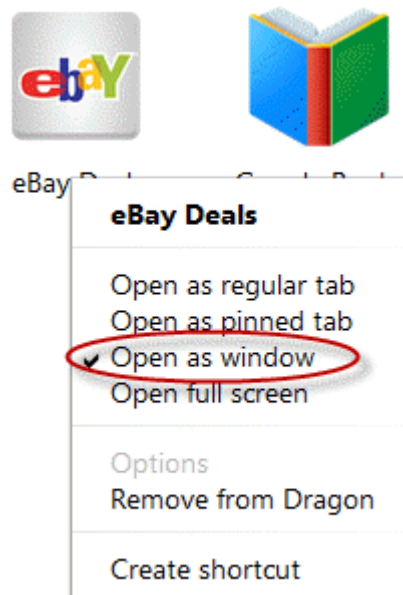 ebaY
eBay
eBay Deals
Open as regular tab
Open as pinned tab
Open as window
Open full screen
Options
Remove from Dragon
Create shortcut